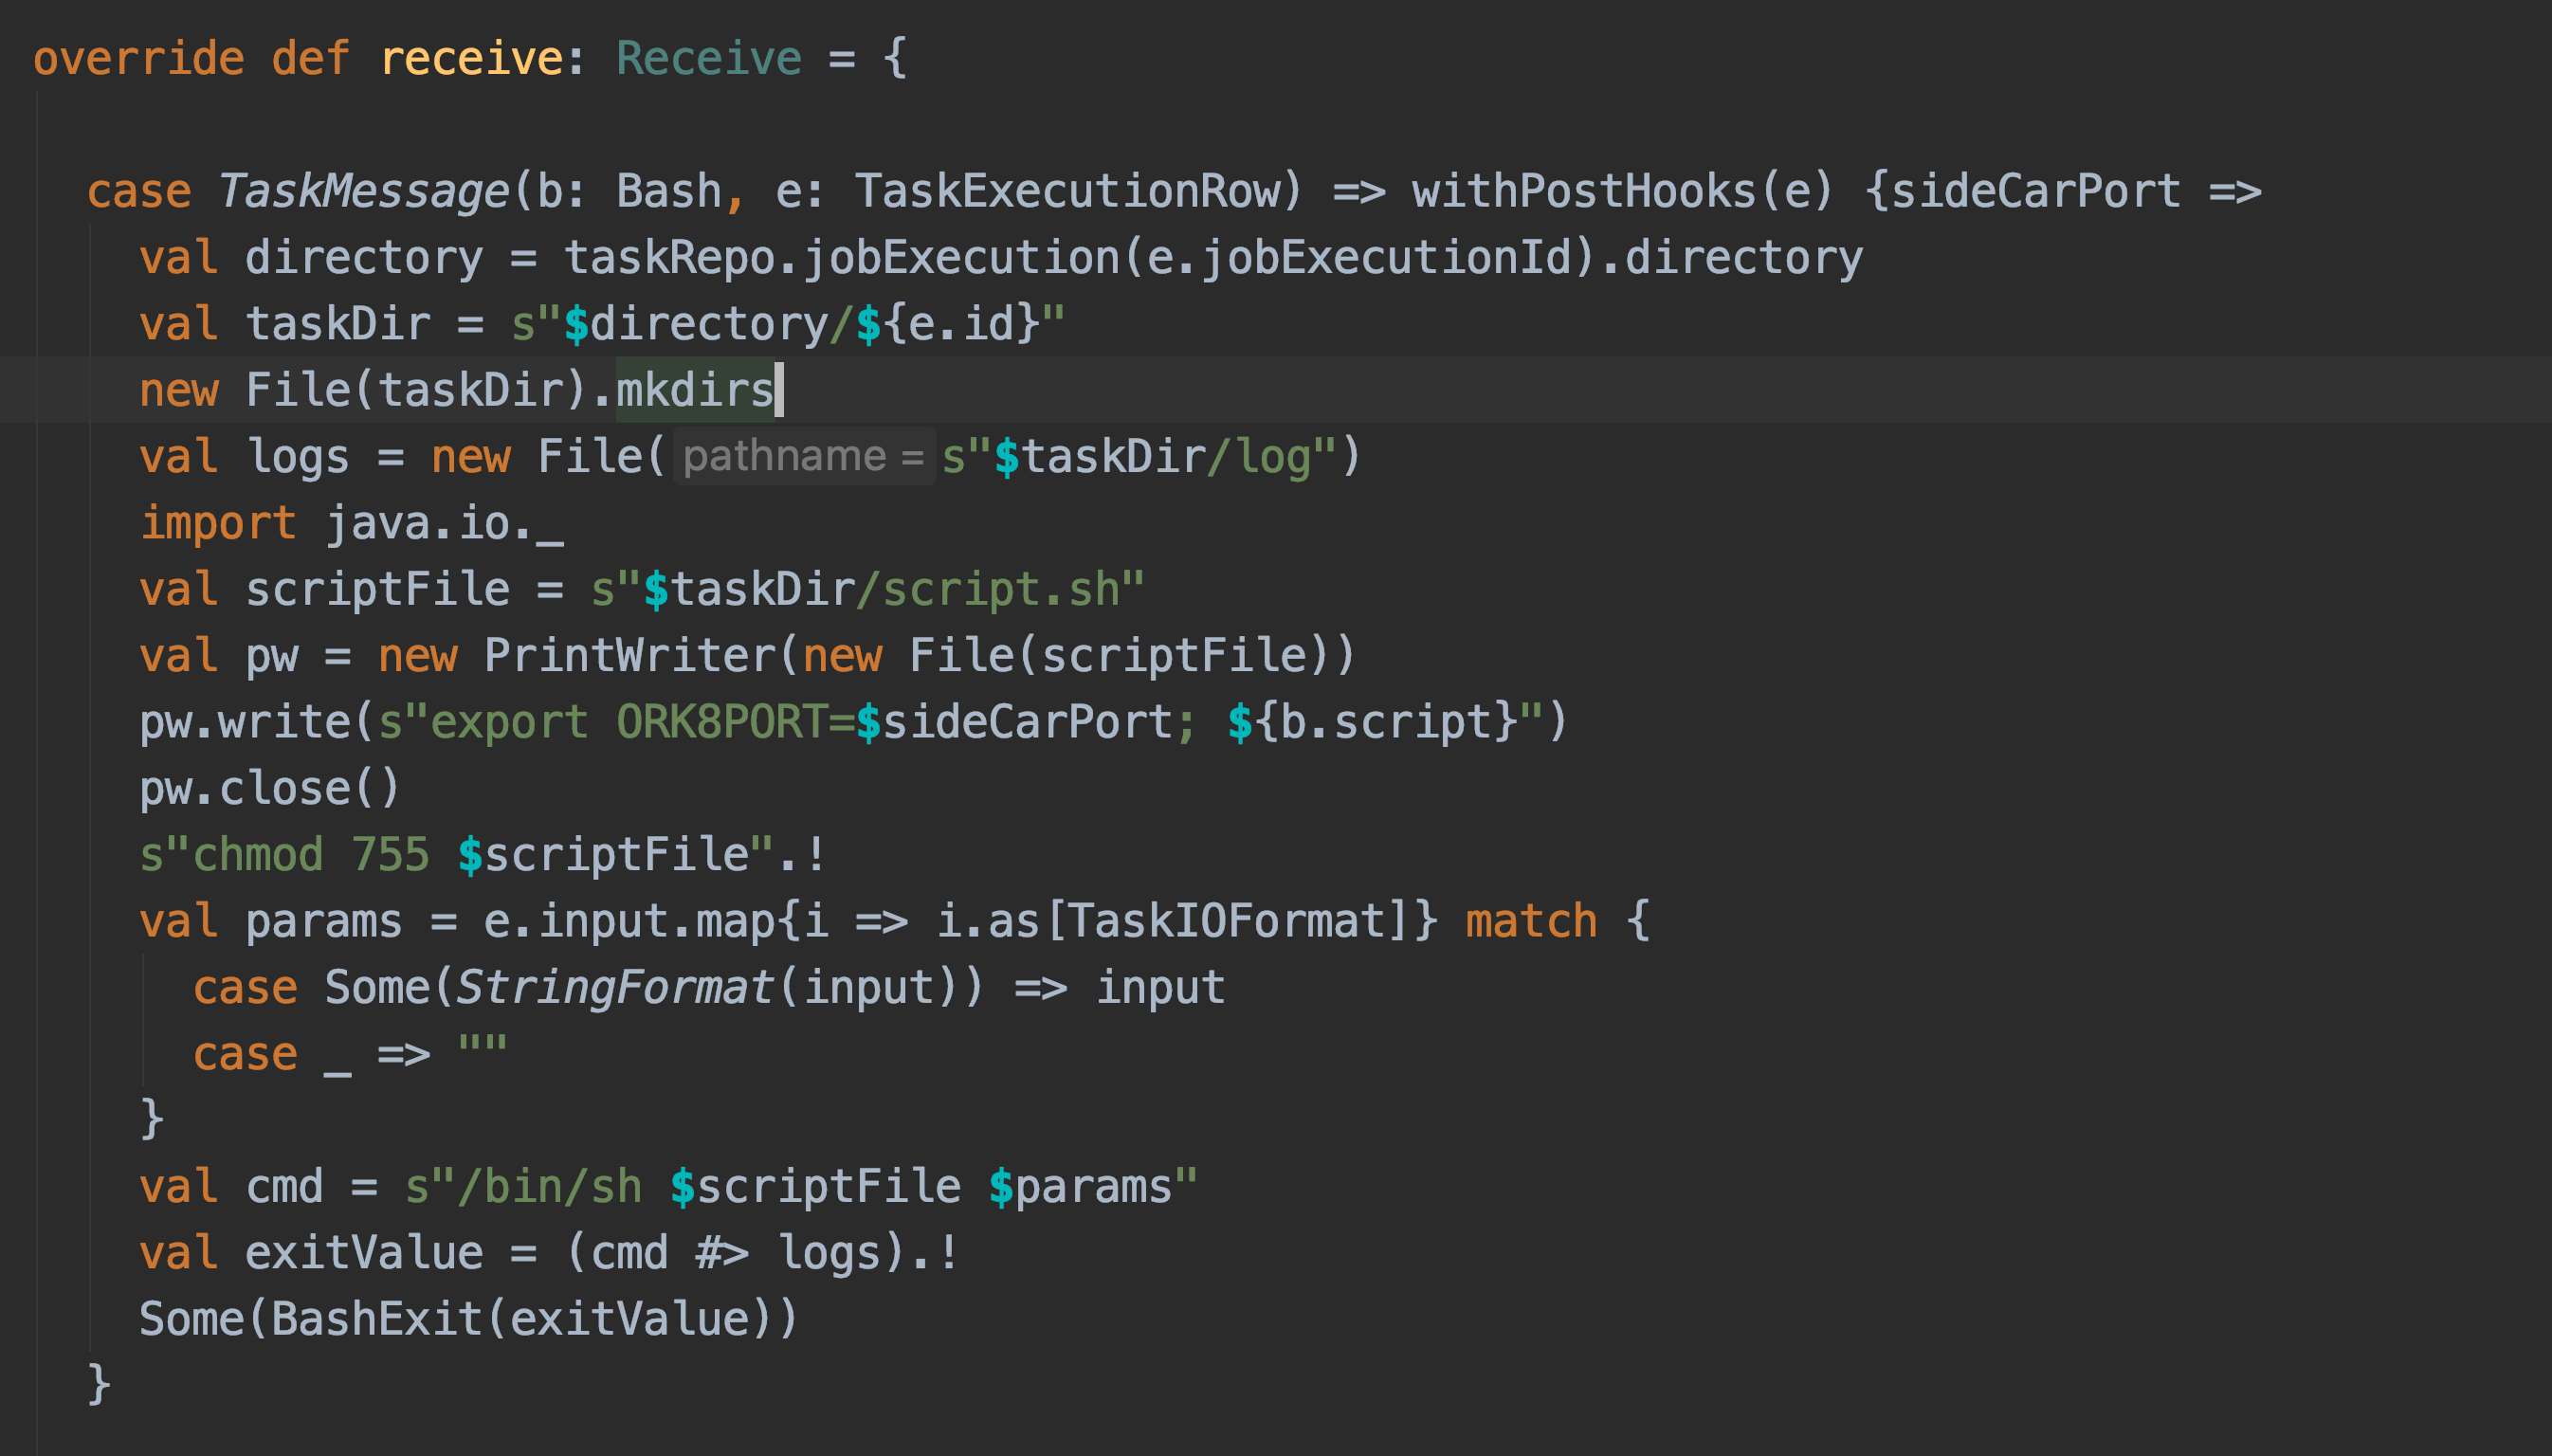 override def receive: Receive = {
case TaskMessage(b: Bash, e: TaskExecutionRow) => withPostHooks(e) {sideCarPort =>
val directory = taskRepo.jobExecution(e.jobExecutionId).directory
val taskDir = s"$directory/${e.id}"
new File(taskDir).mkdirs
val logs = new File( pathname = s"$taskDir/log")
import java.io._
val scriptFile = s"$taskDir/script.sh"
val pw = new PrintWriter(new File(scriptFile))
pw.write(s"export ORK8PORT=$sideCarPort; ${b.script}")
pw.close()
s"chmod 755 $scriptFile".!
val params = e.input.map{i => i.as[TaskIOFormat]} match {
case Some(StringFormat(input)) => input
case _ => ""
}
val cmd = s"/bin/sh $scriptFile $params"
val exitValue = (cmd #> logs).!
Some(BashExit(exitValue))
}